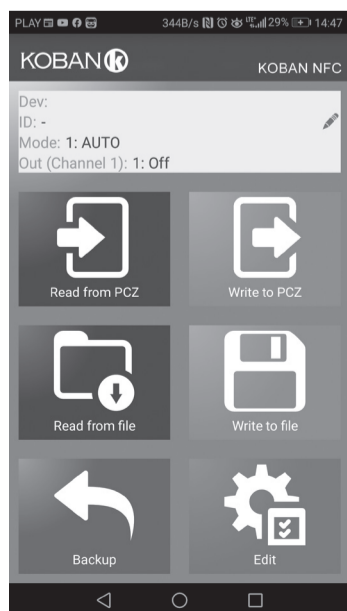 PLAY 344B/s LTE 29% 14:47
KOBAN K
KOBAN NFC
Dev:
ID: -
Mode: 1: AUTO
Out (Channel 1): 1: Off
Read from PCZ Write to PCZ
Read from file Write to file
Backup Edit